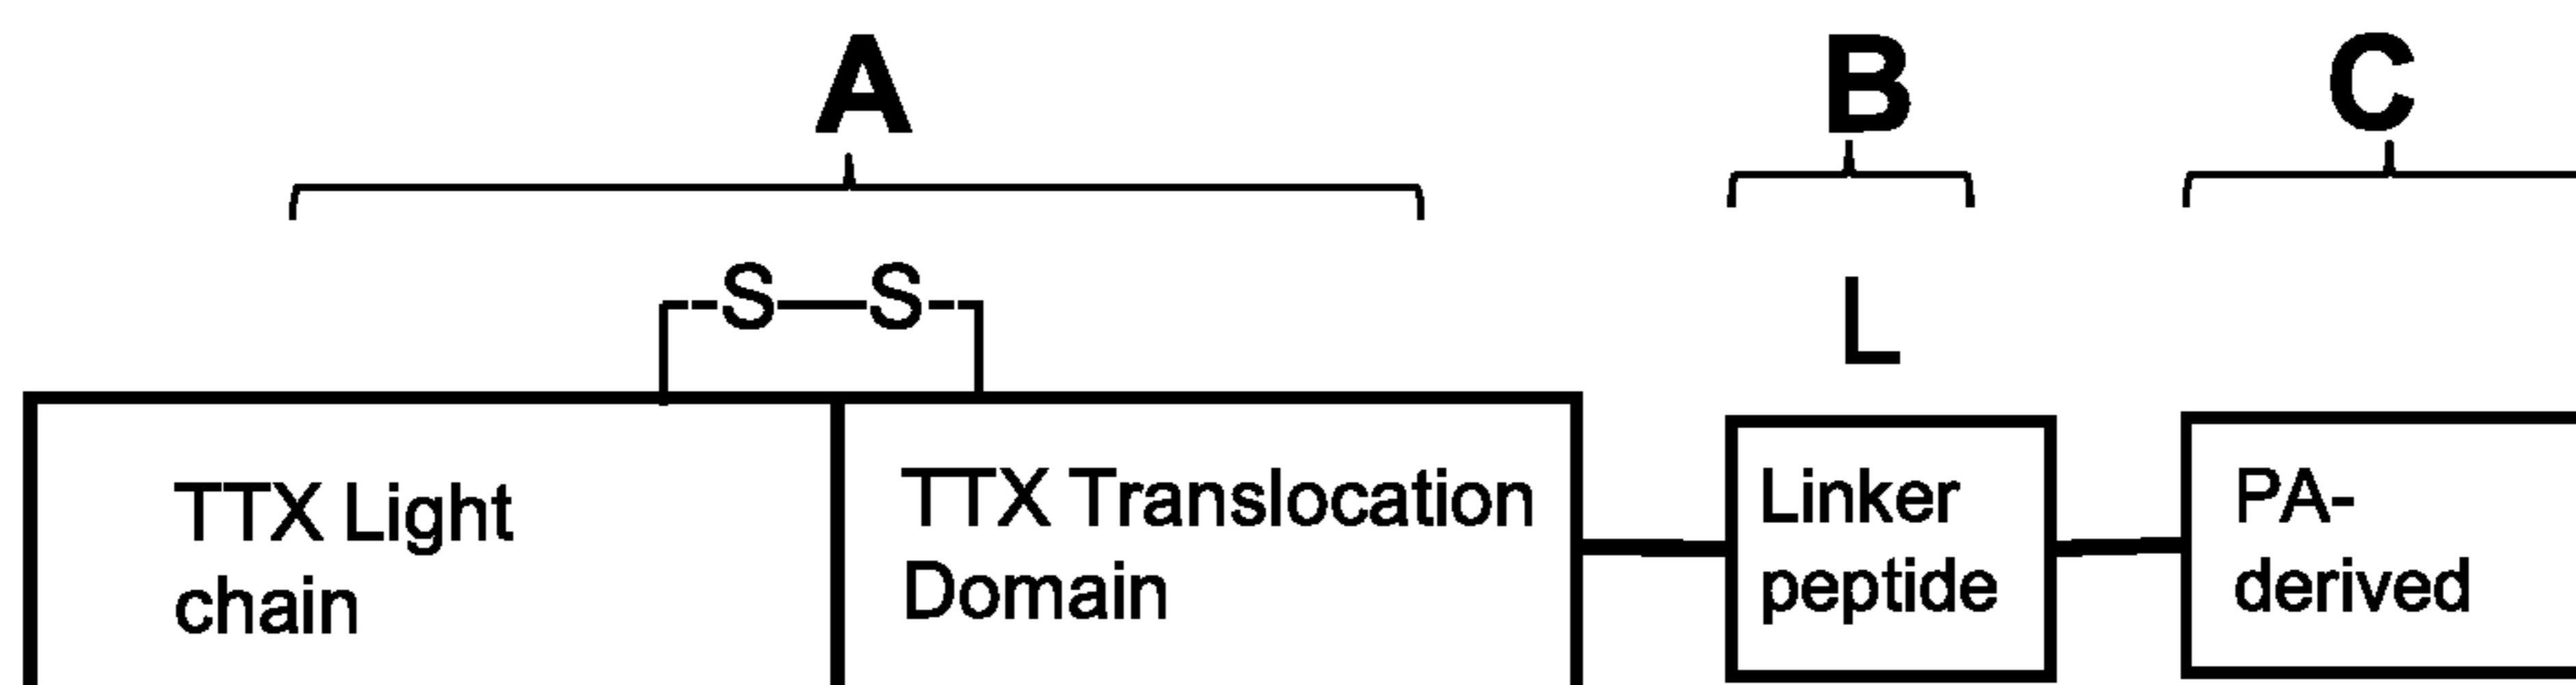 A B C
S S
L
TTX Light
chain
TTX Translocation
Domain
Linker
peptide
PA-
derived